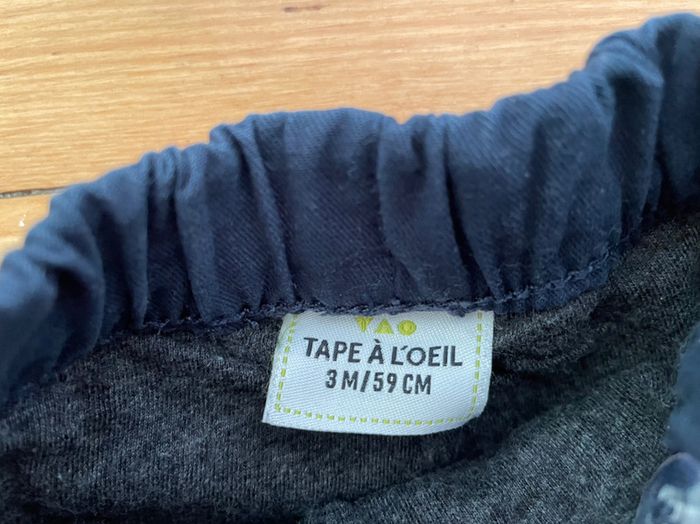 TAO
TAPE À L'OEIL
3 M/59 CM